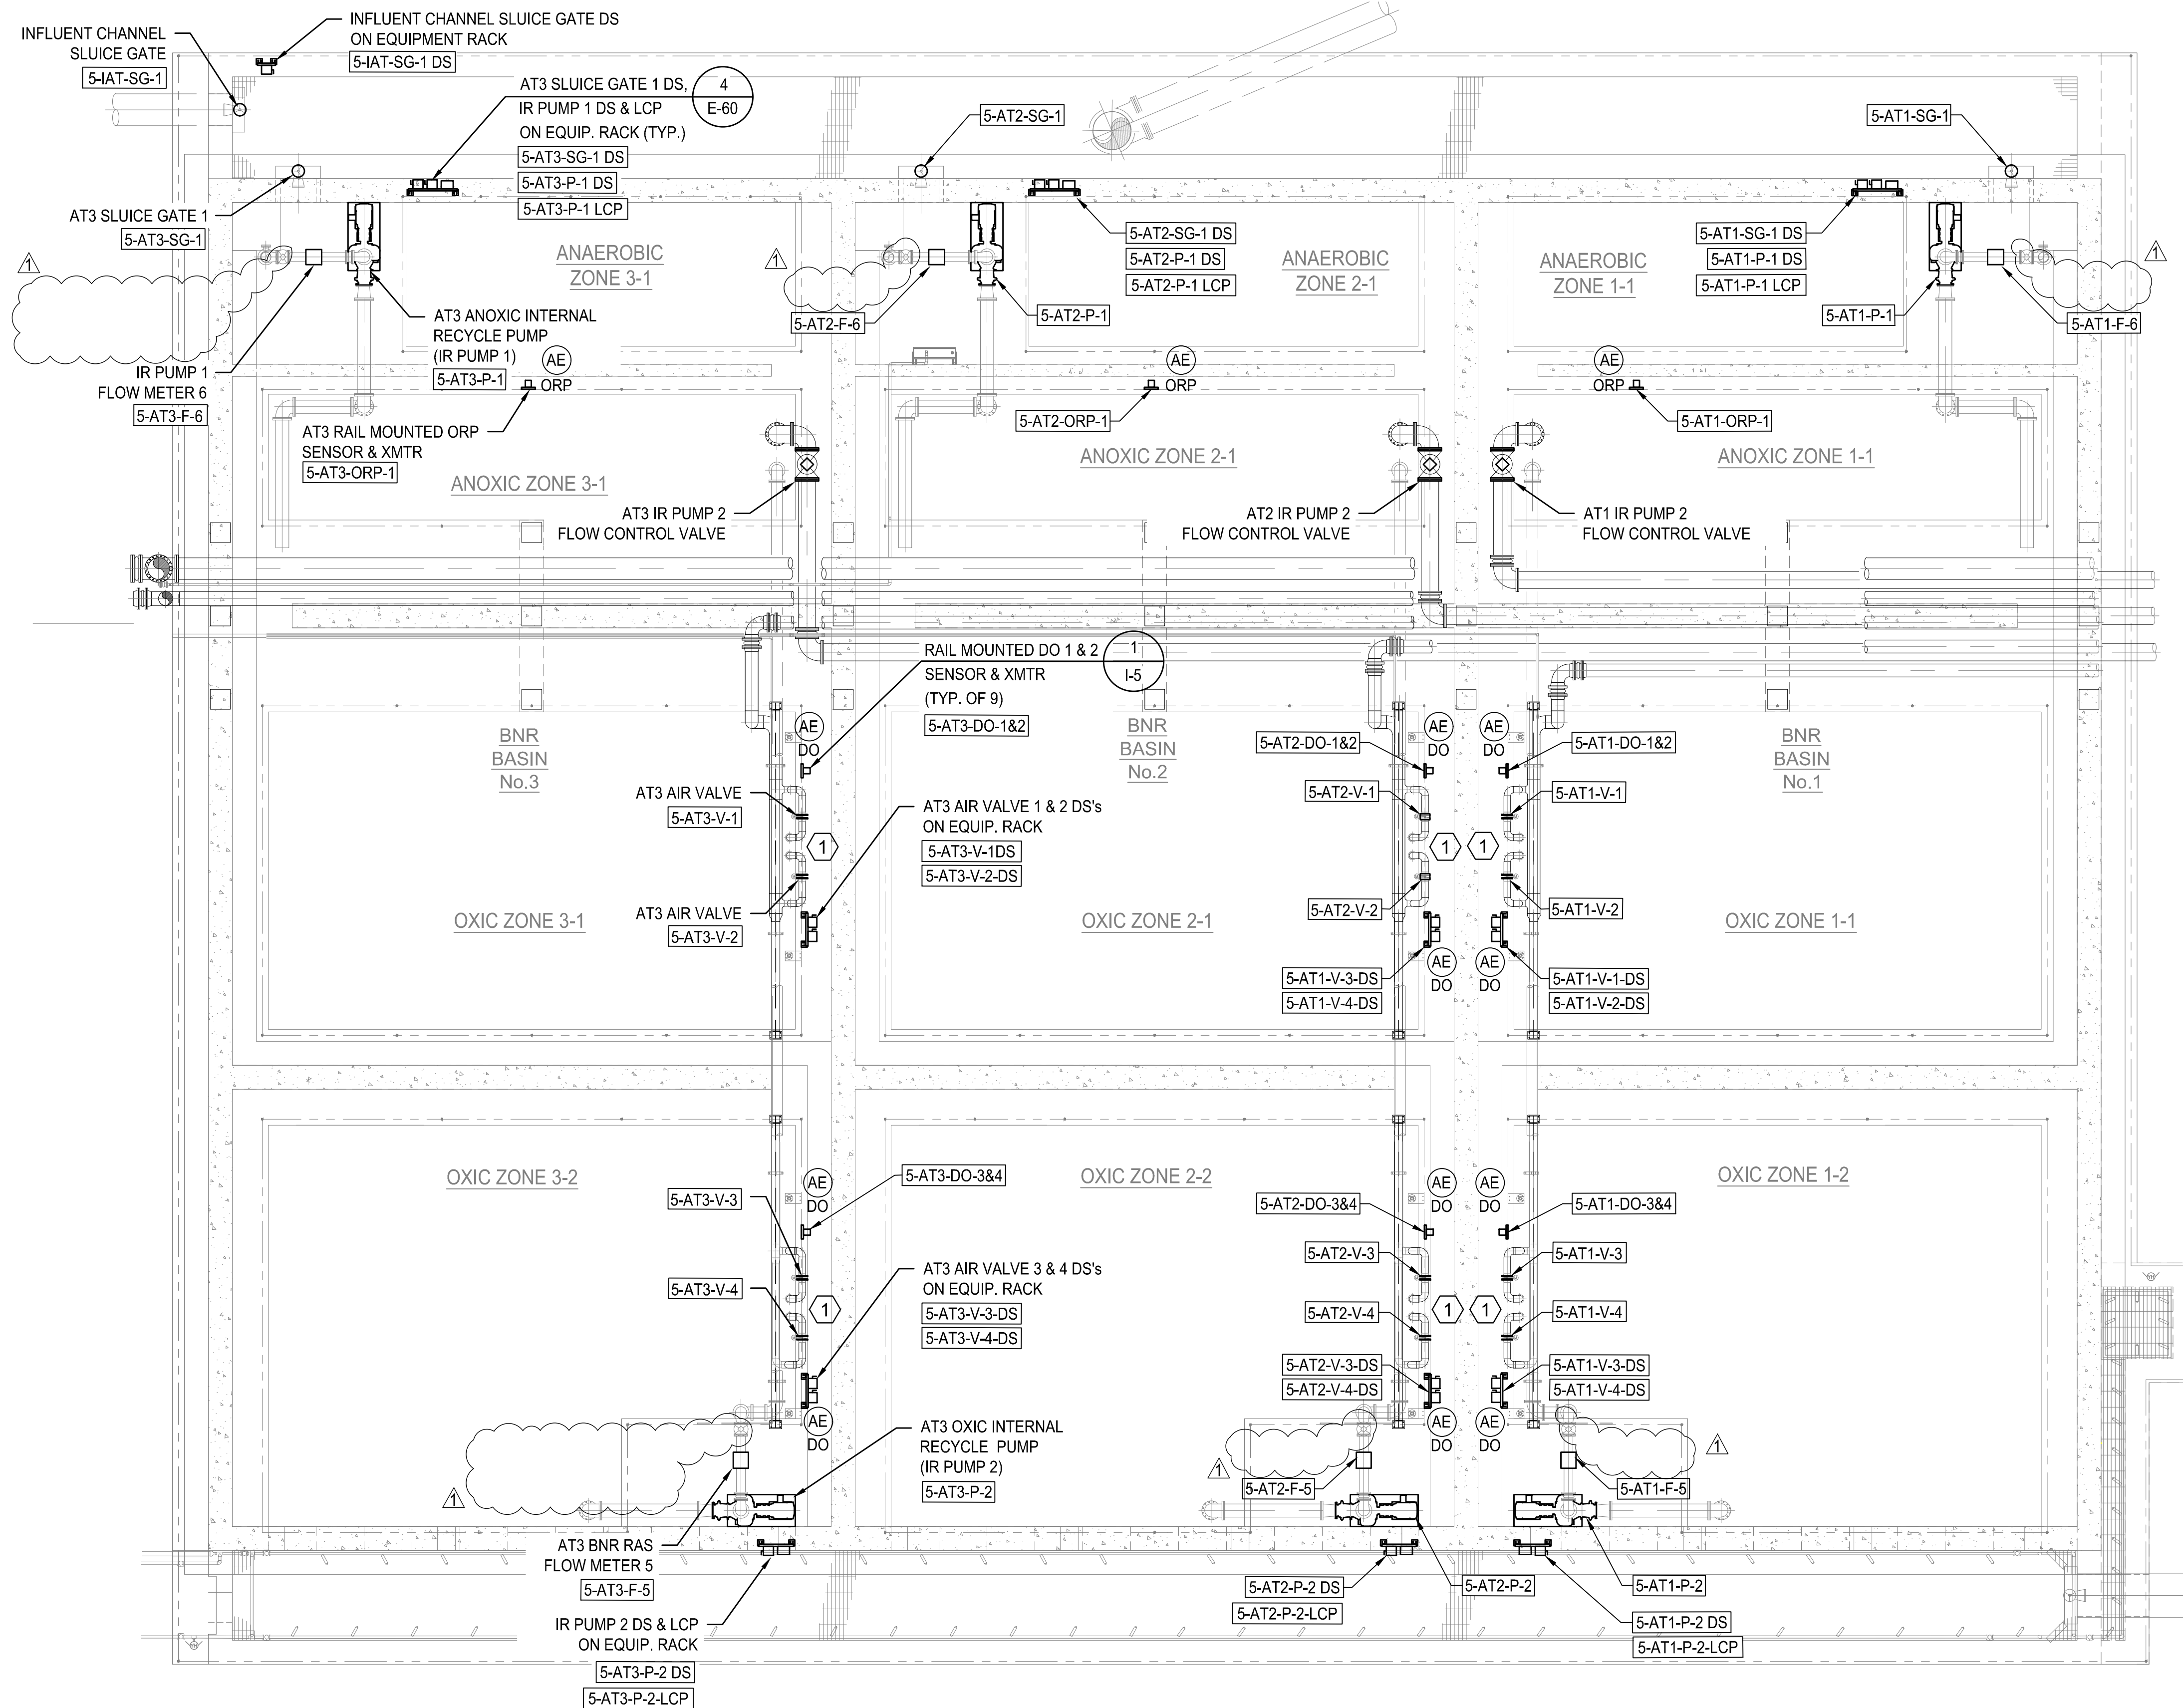 INFLUENT CHANNEL
SLUICE GATE
5-IAT-SG-1
INFLUENT CHANNEL SLUICE GATE DS
ON EQUIPMENT RACK
5-IAT-SG-1 DS
AT3 SLUICE GATE 1 DS,
IR PUMP 1 DS & LCP
ON EQUIP. RACK (TYP.)
5-AT3-SG-1 DS
5-AT3-P-1 DS
5-AT3-P-1 LCP
4
E-60
5-AT2-SG-1
5-AT1-SG-1
AT3 SLUICE GATE 1
5-AT3-SG-1
1
ANAEROBIC
ZONE 3-1
AT3 ANOXIC INTERNAL
RECYCLE PUMP
(IR PUMP 1)
5-AT3-P-1
AE
ORP
IR PUMP 1
FLOW METER 6
5-AT3-F-6
AT3 RAIL MOUNTED ORP
SENSOR & XMTR
5-AT3-ORP-1
1
5-AT2-F-6
5-AT2-P-1
5-AT2-SG-1 DS
5-AT2-P-1 DS
5-AT2-P-1 LCP
ANAEROBIC
ZONE 2-1
AE
ORP
5-AT2-ORP-1
ANAEROBIC
ZONE 1-1
5-AT1-SG-1 DS
5-AT1-P-1 DS
5-AT1-P-1 LCP
5-AT1-P-1
5-AT1-F-6
1
AE
ORP
5-AT1-ORP-1
ANOXIC ZONE 3-1
ANOXIC ZONE 2-1
ANOXIC ZONE 1-1
AT3 IR PUMP 2
FLOW CONTROL VALVE
AT2 IR PUMP 2
FLOW CONTROL VALVE
AT1 IR PUMP 2
FLOW CONTROL VALVE
RAIL MOUNTED DO 1 & 2
SENSOR & XMTR
(TYP. OF 9)
5-AT3-DO-1&2
1
I-5
BNR
BASIN
No.3
AE
DO
BNR
BASIN
No.2
AE
DO
AE
DO
BNR
BASIN
No.1
5-AT2-DO-1&2
5-AT1-DO-1&2
AT3 AIR VALVE
5-AT3-V-1
AT3 AIR VALVE 1 & 2 DS's
ON EQUIP. RACK
5-AT3-V-1DS
5-AT3-V-2-DS
5-AT2-V-1
5-AT1-V-1
1
1
1
AT3 AIR VALVE
5-AT3-V-2
5-AT2-V-2
5-AT1-V-2
OXIC ZONE 3-1
OXIC ZONE 2-1
OXIC ZONE 1-1
AE
DO
AE
DO
5-AT1-V-3-DS
5-AT1-V-4-DS
5-AT1-V-1-DS
5-AT1-V-2-DS
OXIC ZONE 3-2
OXIC ZONE 2-2
OXIC ZONE 1-2
AE
DO
5-AT3-DO-3&4
AE
DO
AE
DO
5-AT2-DO-3&4
5-AT1-DO-3&4
5-AT3-V-3
5-AT3-V-4
1
AT3 AIR VALVE 3 & 4 DS's
ON EQUIP. RACK
5-AT3-V-3-DS
5-AT3-V-4-DS
5-AT2-V-3
5-AT2-V-4
1
1
5-AT1-V-3
5-AT1-V-4
5-AT2-V-3-DS
5-AT2-V-4-DS
5-AT1-V-3-DS
5-AT1-V-4-DS
AE
DO
AE
DO
AE
DO
AT3 OXIC INTERNAL
RECYCLE PUMP
(IR PUMP 2)
5-AT3-P-2
1
1
1
5-AT2-F-5
5-AT1-F-5
AT3 BNR RAS
FLOW METER 5
5-AT3-F-5
IR PUMP 2 DS & LCP
ON EQUIP. RACK
5-AT3-P-2 DS
5-AT3-P-2-LCP
5-AT2-P-2 DS
5-AT2-P-2-LCP
5-AT2-P-2
5-AT1-P-2
5-AT1-P-2 DS
5-AT1-P-2-LCP